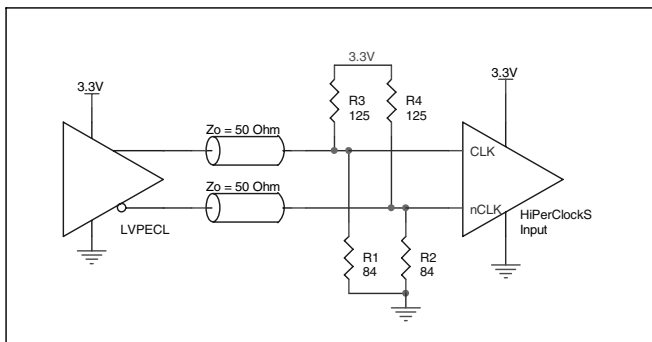 3.3V
3.3V
3.3V
R3
125
R4
125
Zo = 50 Ohm
CLK
Zo = 50 Ohm
nCLK
HiPerClockS
Input
LVPECL
R1
84
R2
84